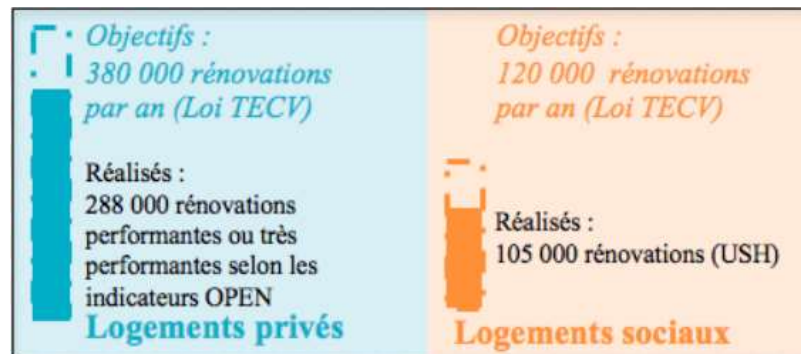 Objectifs :
380 000 rénovations
par an (Loi TECV)
Réalisés :
288 000 rénovations
performantes ou très
performantes selon les
indicateurs OPEN
Logements privés
Objectifs :
120 000 rénovations
par an (Loi TECV)
Réalisés :
105 000 rénovations (USH)
Logements sociaux